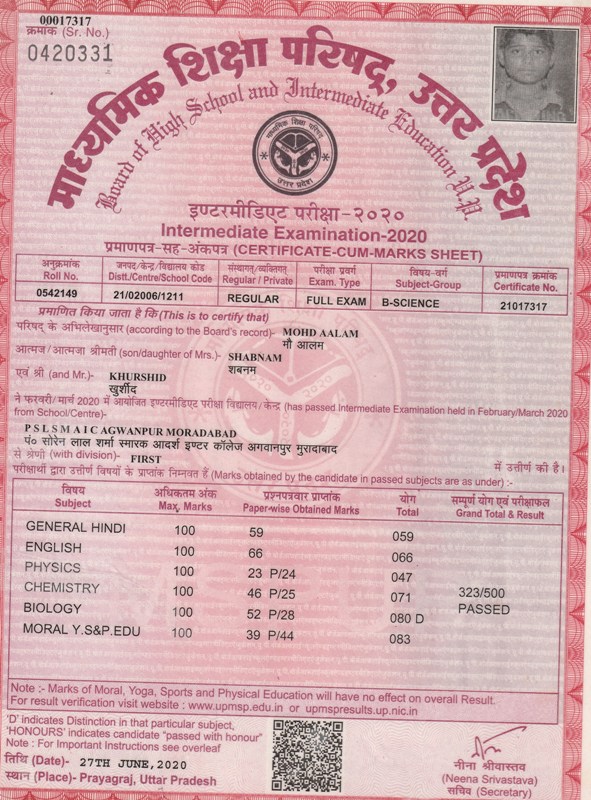 00017317
क्रमांक (Sr. No.)
0420331
माध्यमिक शिक्षा परिषद्, उत्तर प्रदेश
Board of High School and Intermediate Education U.P.
माध्यमिक शिक्षा परिषद
उत्तर प्रदेश
इण्टरमीडिएट परीक्षा-२०२०
Intermediate Examination-2020
प्रमाणपत्र-सह-अंकपत्र (CERTIFICATE-CUM-MARKS SHEET)
अनुक्रमांक जनपद/केन्द्र/विद्यालय कोड संस्थागत/व्यक्तिगत् परीक्षा प्रवर्ग विषय-वर्ग प्रमाणपत्र क्रमांक
Roll No. Distt./Centre/School Code Regular / Private Exam. Type Subject-Group Certificate No.
0542149 21/02006/1211 REGULAR FULL EXAM B-SCIENCE 21017317
प्रमाणित किया जाता है कि(This is to certify that)
परिषद् के अभिलेखानुसार (according to the Board's record)- MOHD AALAM
मौ आलम
आत्मज / आत्मजा श्रीमती (son/daughter of Mrs.)- SHABNAM
शबनम
एवं श्री (and Mr.)- KHURSHID
खुर्शीद
ने फरवरी/ मार्च 2020 में आयोजित इण्टरमीडिएट परीक्षा विद्यालय/केन्द्र (has passed Intermediate Examination held in February/March 2020
from School/Centre)-
P S L S M A I C AGWANPUR MORADABAD
पं० सोरेन लाल शर्मा स्मारक आदर्श इण्टर कॉलेज अगवानपुर मुरादाबाद
से श्रेणी (with division)- FIRST में उत्तीर्ण की है।
परीक्षार्थी द्वारा उत्तीर्ण विषयों के प्राप्तांक निम्नवत हैं (Marks obtained by the candidate in passed subjects are as under) :-
विषय अधिकतम अंक प्रश्नपत्रवार प्राप्तांक योग सम्पूर्ण योग एवं परीक्षाफल
Subject Max. Marks Paper-wise Obtained Marks Total Grand Total & Result
GENERAL HINDI 100 59 059
ENGLISH 100 66 066
PHYSICS 100 23 P/24 047
CHEMISTRY 100 46 P/25 071 323/500
BIOLOGY 100 52 P/28 080 D PASSED
MORAL Y.S&P.EDU 100 39 P/44 083
Note :- Marks of Moral, Yoga, Sports and Physical Education will have no effect on overall Result.
For result verification visit website : www.upmsp.edu.in or upmspresults.up.nic.in
'D' indicates Distinction in that particular subject,
'HONOURS' indicates candidate "passed with honour"
Note : For Important Instructions see overleaf
तिथि (Date)- 27TH JUNE,2020
स्थान (Place)- Prayagraj, Uttar Pradesh
नीना श्रीवास्तव
(Neena Srivastava)
सचिव (Secretary)